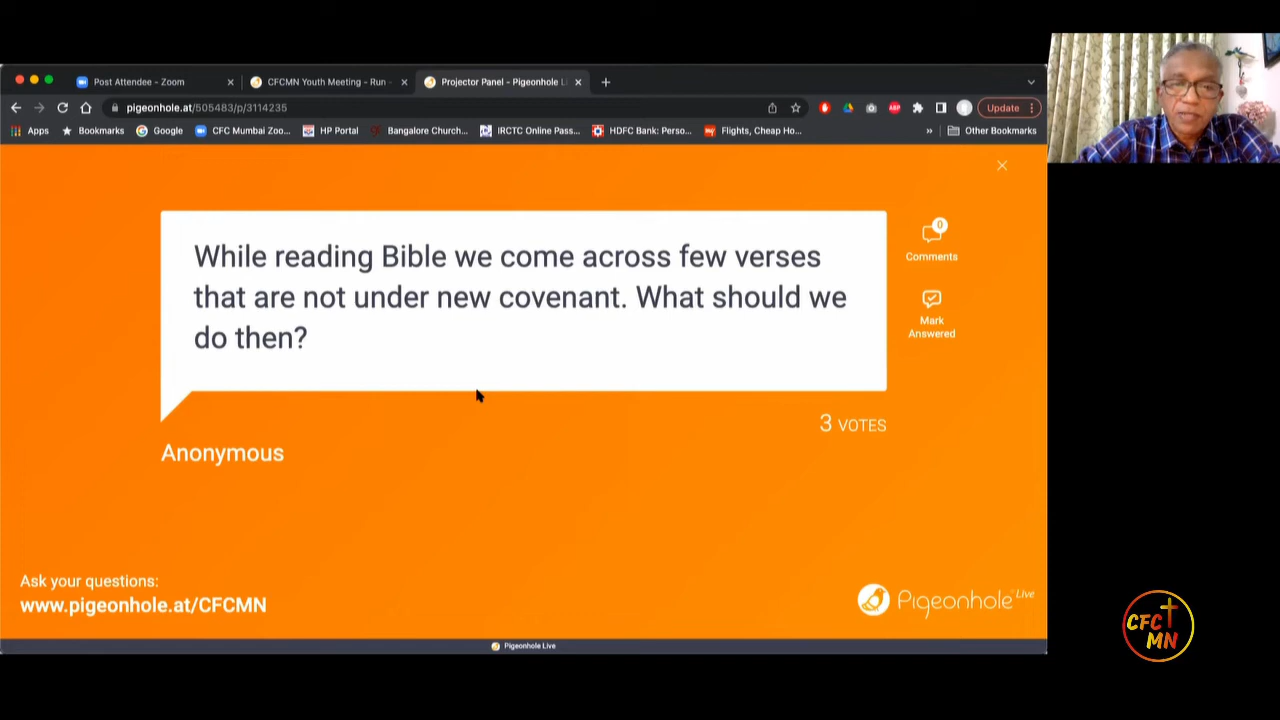 Post Attendee - Zoom
CFCMN Youth Meeting - Run -
Projector Panel - Pigeonhole Li
pigeonhole.at/505483/p/3114235
ABP
Update
Apps
Bookmarks
Google
CFC Mumbai Zoo...
HP Portal
Bangalore Church...
IRCTC Online Pass...
HDFC Bank: Perso...
my
Flights, Cheap Ho...
»
Other Bookmarks
While reading Bible we come across few verses
that are not under new covenant. What should we
do then?
0
Comments
Mark
Answered
3 VOTES
Anonymous
Ask your questions:
www.pigeonhole.at/CFCMN
Pigeonhole Live
CFC
MN
Pigeonhole Live